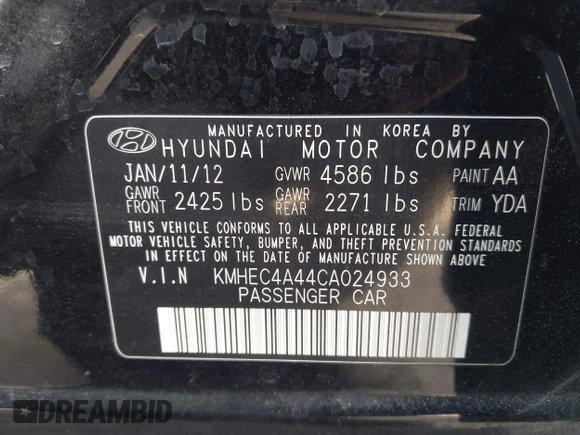 MANUFACTURED IN KOREA BY
HYUNDAI MOTOR COMPANY
JAN/11/12 GVWR 4586 lbs PAINT AA
GAWR FRONT 2425 lbs GAWR REAR 2271 lbs TRIM YDA
THIS VEHICLE CONFORMS TO ALL APPLICABLE U.S.A. FEDERAL
MOTOR VEHICLE SAFETY, BUMPER, AND THEFT PREVENTION
STANDARDS IN EFFECT ON THE DATE OF MANUFACTURE SHOWN ABOVE.
V.I.N KMHEC4A44CA024933
PASSENGER CAR
DREAMBID